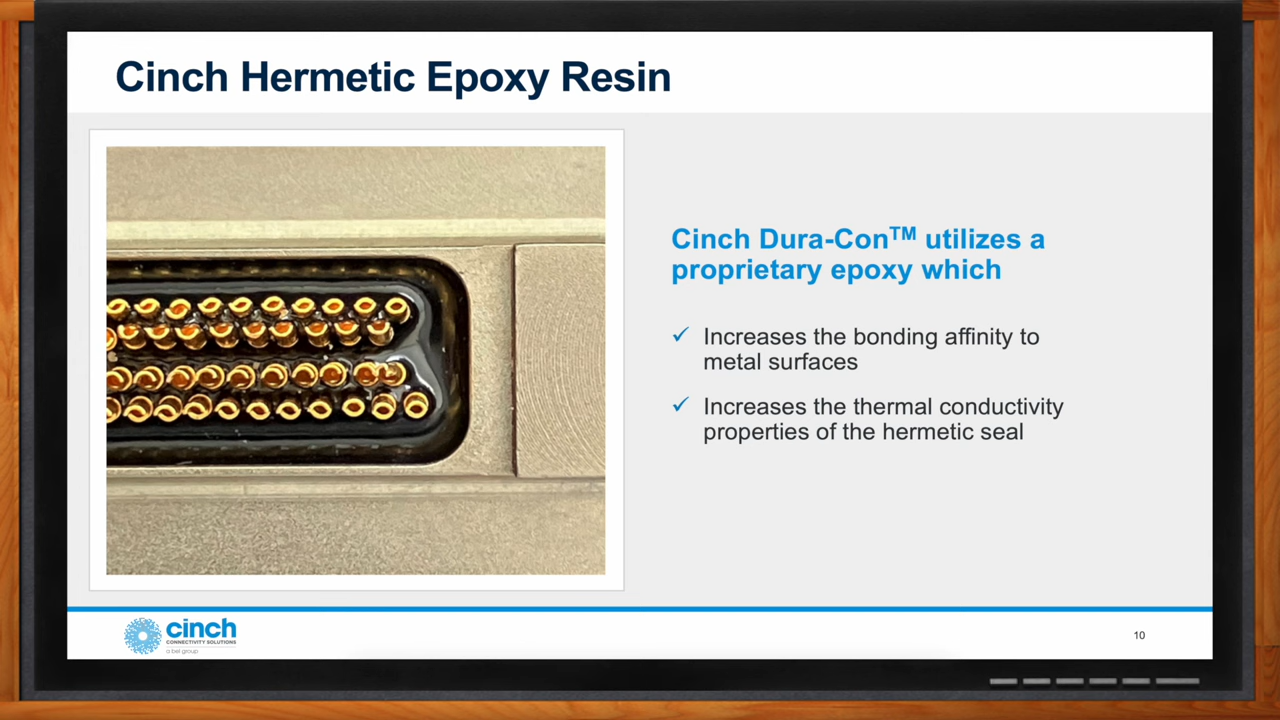 Cinch Hermetic Epoxy Resin
Cinch Dura-Con™ utilizes a
proprietary epoxy which
✓ Increases the bonding affinity to
metal surfaces
✓ Increases the thermal conductivity
properties of the hermetic seal
cinch
CONNECTIVITY SOLUTIONS
a bel group
10